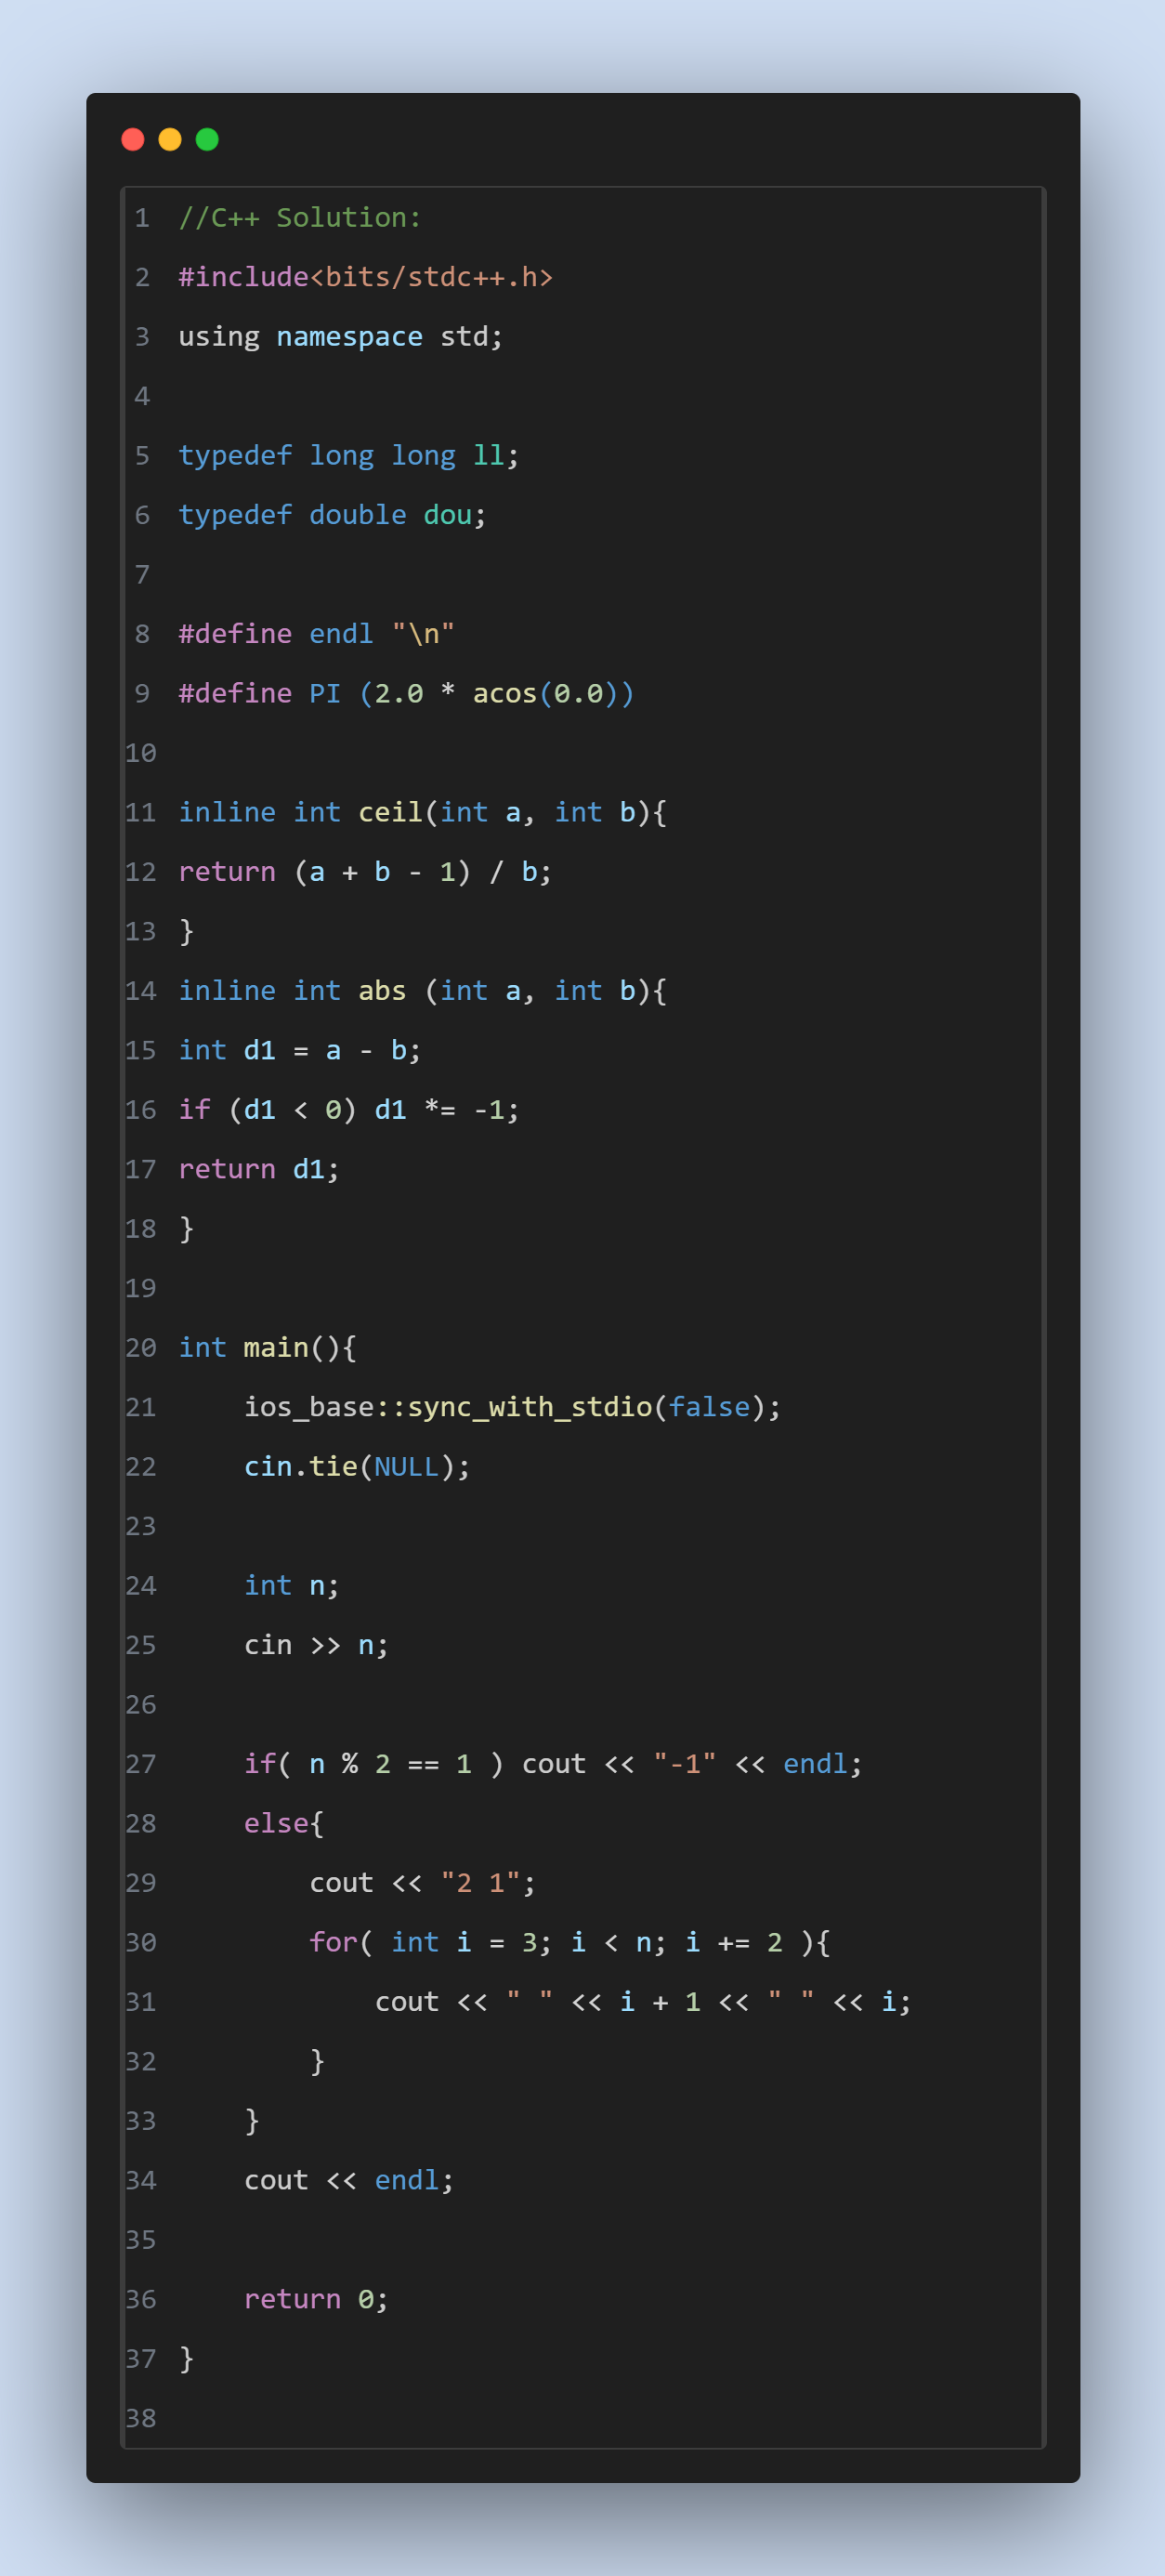 1 //C++ Solution:
2 #include<bits/stdc++.h>
3 using namespace std;
4
5 typedef long long ll;
6 typedef double dou;
7
8 #define endl "\n"
9 #define PI (2.0 * acos(0.0))
10
11 inline int ceil(int a, int b){
12 return (a + b - 1) / b;
13 }
14 inline int abs (int a, int b){
15 int d1 = a - b;
16 if (d1 < 0) d1 *= -1;
17 return d1;
18 }
19
20 int main(){
21     ios_base::sync_with_stdio(false);
22     cin.tie(NULL);
23
24     int n;
25     cin >> n;
26
27     if( n % 2 == 1 ) cout << "-1" << endl;
28     else{
29         cout << "2 1";
30         for( int i = 3; i < n; i += 2 ){
31             cout << " " << i + 1 << " " << i;
32         }
33     }
34     cout << endl;
35
36     return 0;
37 }
38